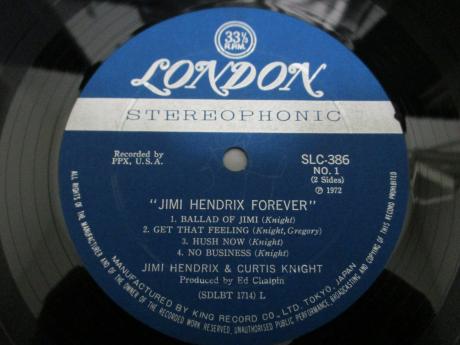 33⅓
R.P.M.
LONDON
STEREOPHONIC
Recorded by
PPX, U.S.A.
SLC-386
NO. 1
(2 Sides)
Ⓟ 1972
"JIMI HENDRIX FOREVER"
1. BALLAD OF JIMI (Knight)
2. GET THAT FEELING (Knight, Gregory)
3. HUSH NOW (Knight)
4. NO BUSINESS (Knight)
JIMI HENDRIX & CURTIS KNIGHT
Produced by Ed Chalpin
(SDLBT 1714) L
MANUFACTURED BY KING RECORD CO., LTD. TOKYO, JAPAN
ALL RIGHTS OF THE MANUFACTURER AND OF THE OWNER OF THE RECORDED WORK RESERVED. UNAUTHORISED PUBLIC PERFORMANCE, BROADCASTING AND COPYING OF THIS RECORD PROHIBITED